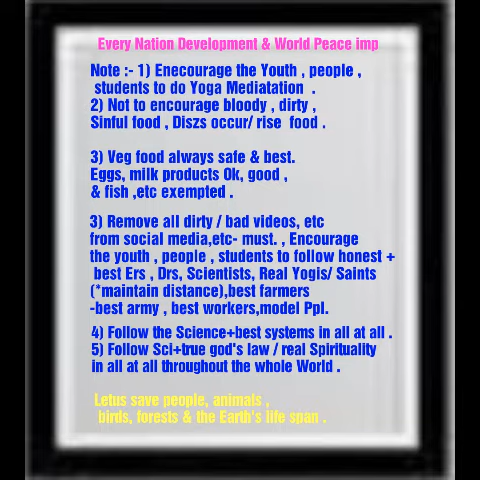 Every Nation Development & World Peace imp
Note :- 1) Enecourage the Youth , people ,
students to do Yoga Mediatation .
2) Not to encourage bloody , dirty ,
Sinful food , Diszs occur/ rise food .
3) Veg food always safe & best.
Eggs, milk products Ok, good ,
& fish ,etc exempted .
3) Remove all dirty / bad videos, etc
from social media,etc- must. , Encourage
the youth , people , students to follow honest +
best Ers , Drs, Scientists, Real Yogis/ Saints
(*maintain distance),best farmers
-best army , best workers,model Ppl.
4) Follow the Science+best systems in all at all .
5) Follow Sci+true god's law / real Spirituality
in all at all throughout the whole World .
Letus save people, animals ,
birds, forests & the Earth's life span .